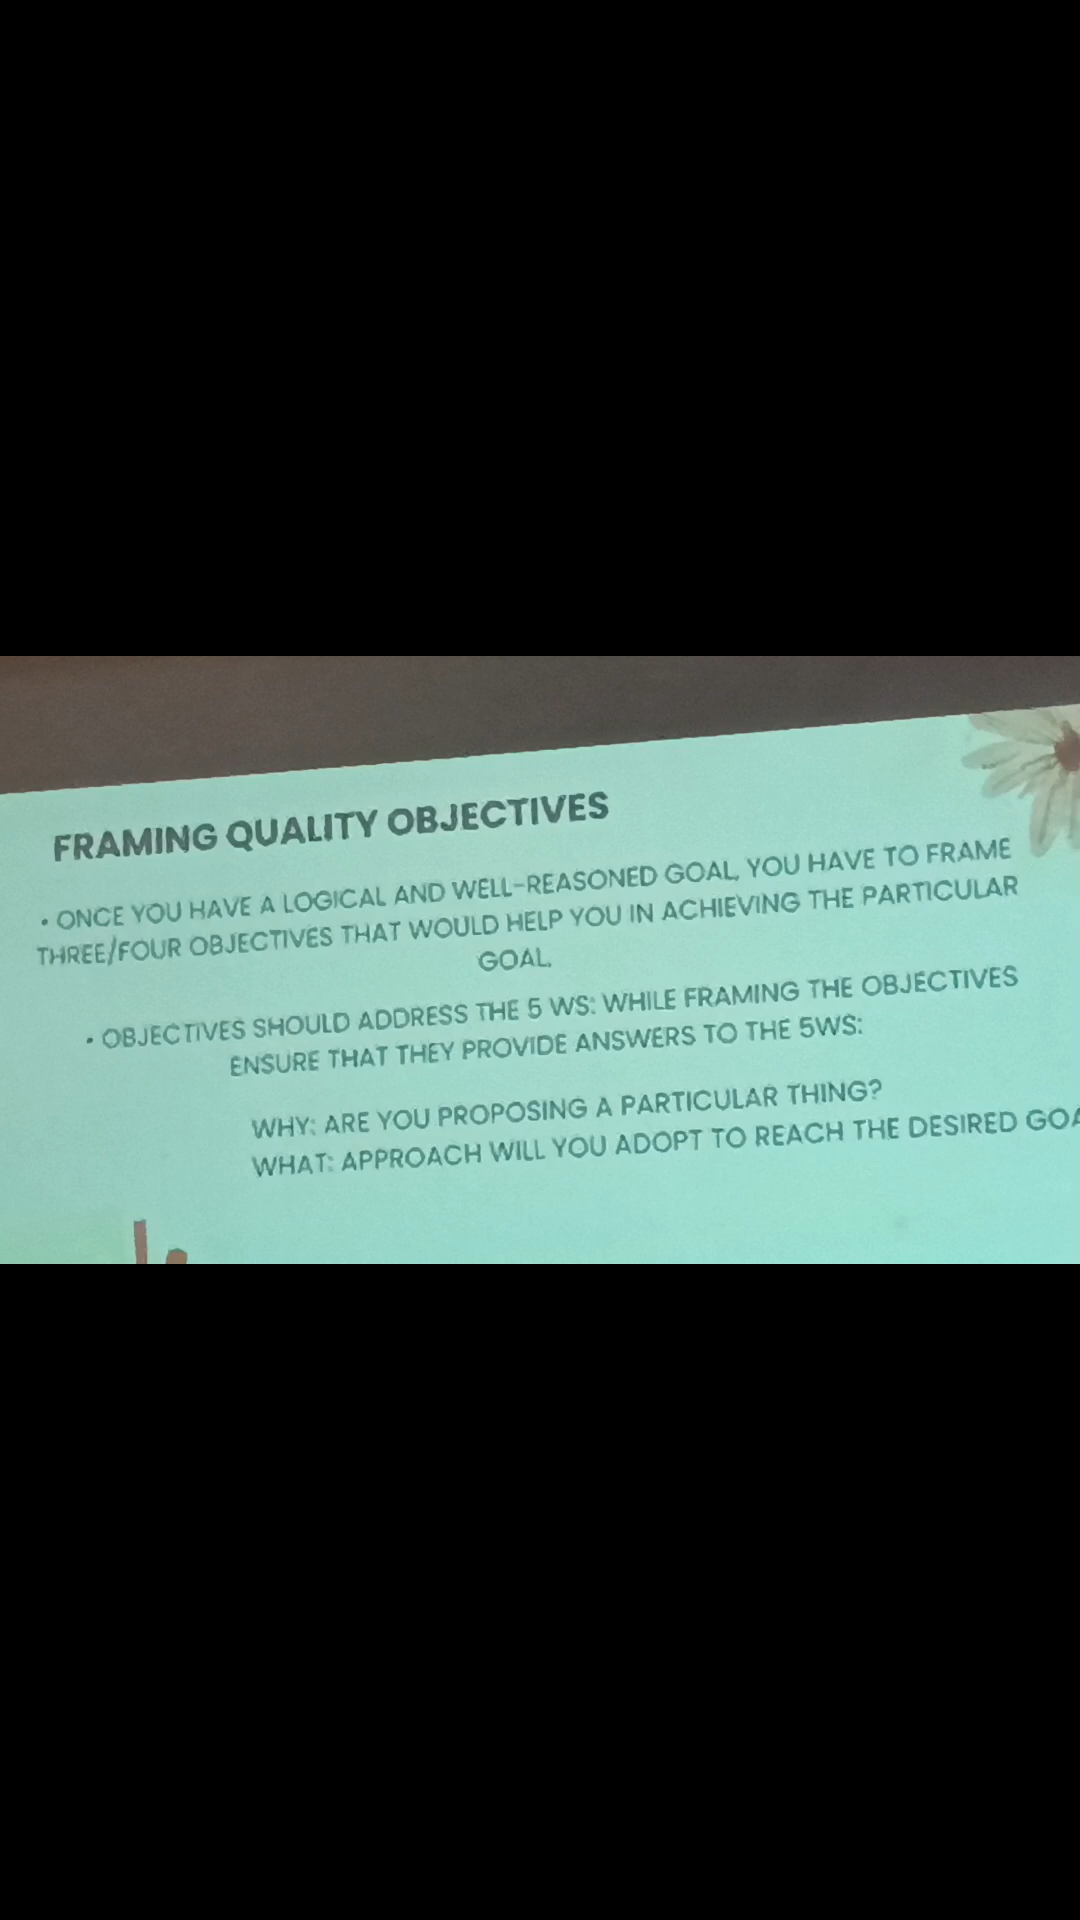 FRAMING QUALITY OBJECTIVES
• ONCE YOU HAVE A LOGICAL AND WELL-REASONED GOAL, YOU HAVE TO FRAME
THREE/FOUR OBJECTIVES THAT WOULD HELP YOU IN ACHIEVING THE PARTICULAR
GOAL.
• OBJECTIVES SHOULD ADDRESS THE 5 WS: WHILE FRAMING THE OBJECTIVES
ENSURE THAT THEY PROVIDE ANSWERS TO THE 5WS:
WHY: ARE YOU PROPOSING A PARTICULAR THING?
WHAT: APPROACH WILL YOU ADOPT TO REACH THE DESIRED GOA